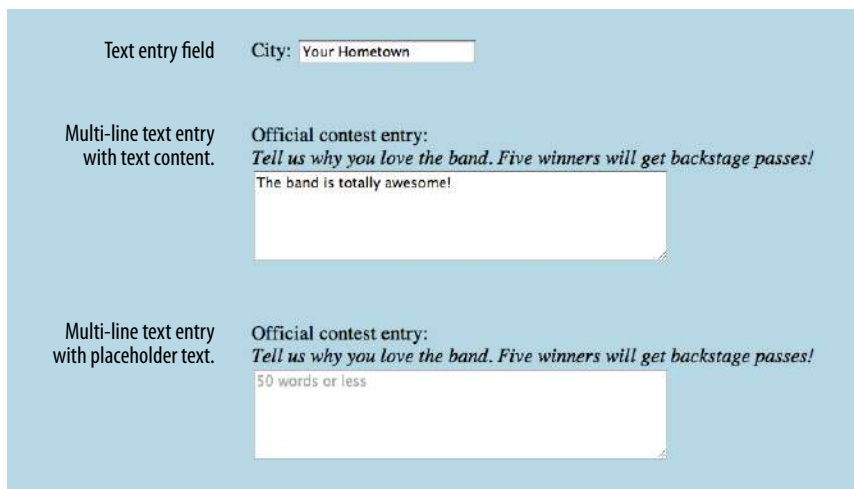 Text entry field
City: Your Hometown
Multi-line text entry
with text content.
Official contest entry:
Tell us why you love the band. Five winners will get backstage passes!
The band is totally awesome!
Multi-line text entry
with placeholder text.
Official contest entry:
Tell us why you love the band. Five winners will get backstage passes!
50 words or less